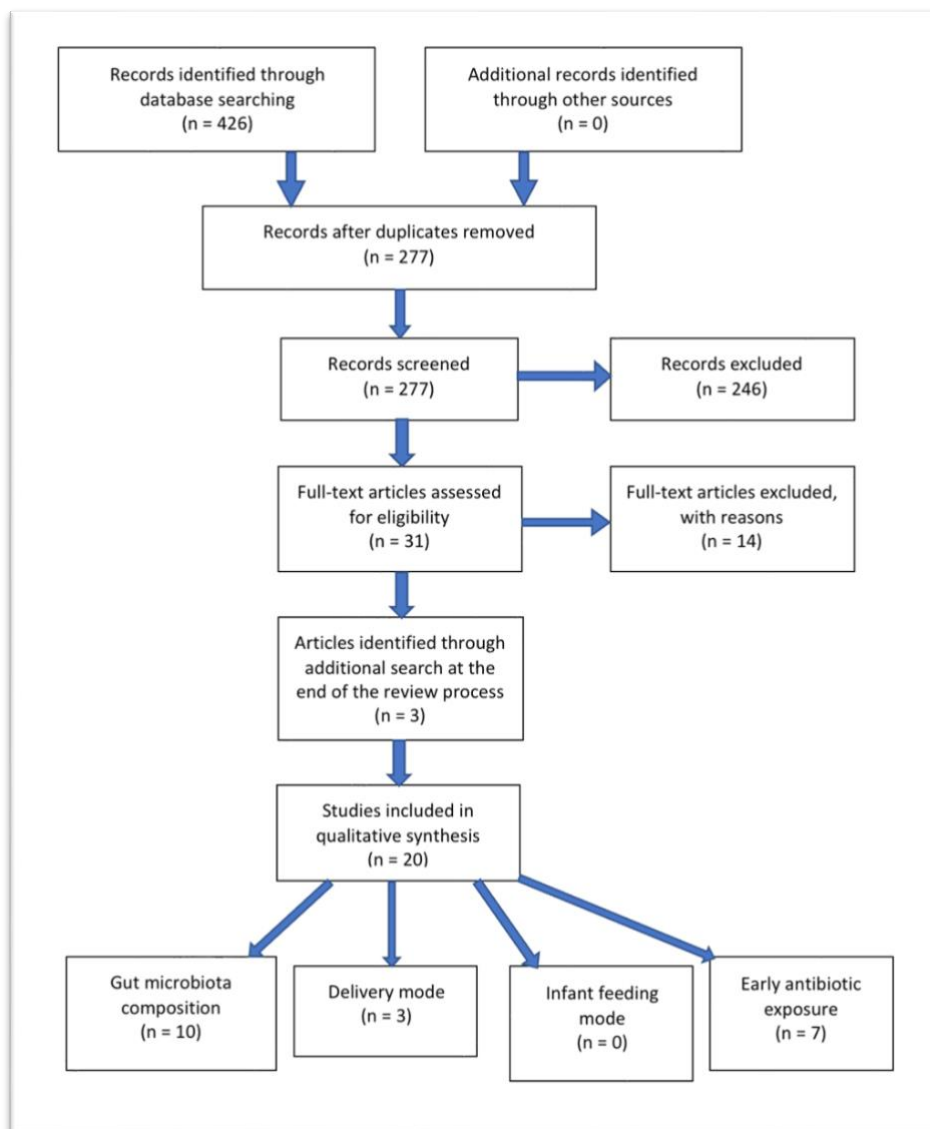 Records identified through
database searching
(n = 426)
Additional records identified
through other sources
(n = 0)
Records after duplicates removed
(n = 277)
Records screened
(n = 277)
Records excluded
(n = 246)
Full-text articles assessed
for eligibility
(n = 31)
Full-text articles excluded,
with reasons
(n = 14)
Articles identified through
additional search at the
end of the review process
(n = 3)
Studies included in
qualitative synthesis
(n = 20)
Gut microbiota
composition
(n = 10)
Delivery mode
(n = 3)
Infant feeding
mode
(n = 0)
Early antibiotic
exposure
(n = 7)